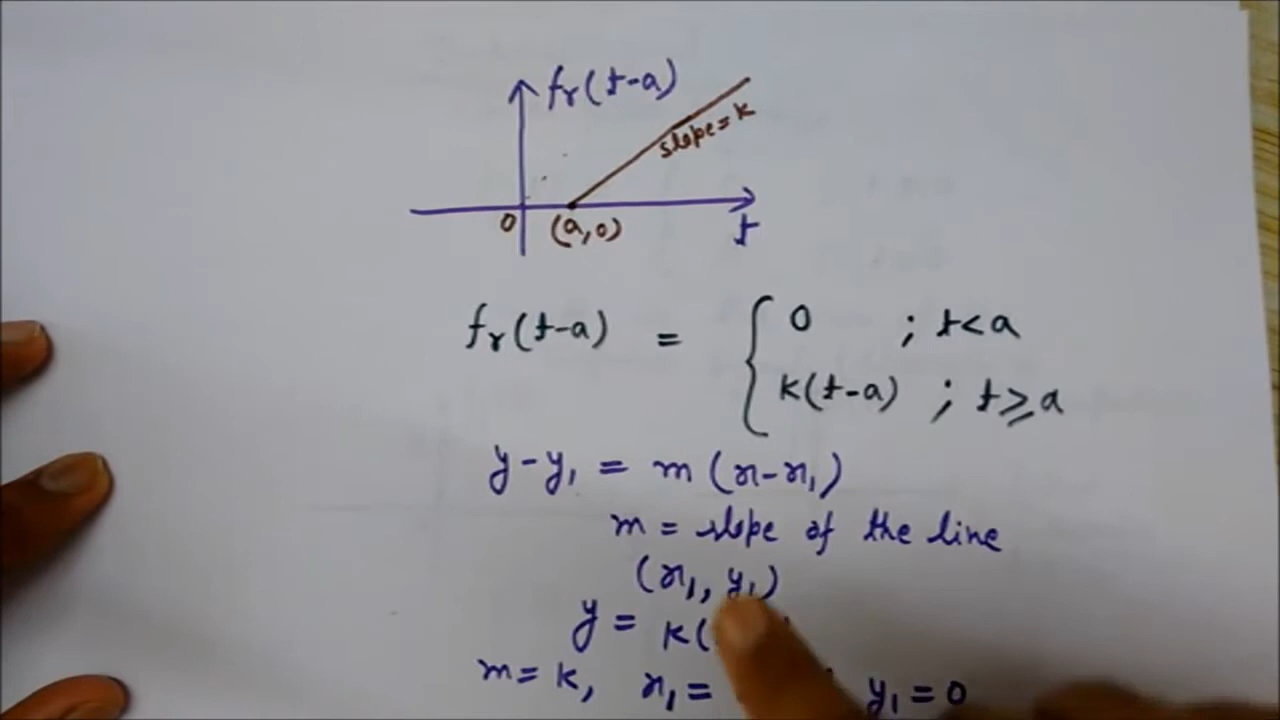 fr(t-a)
slope = k
0 (a,0) t
fr(t-a) = { 0 ; t<a
k(t-a) ; t≥a
y-y₁ = m(x-x₁)
m = slope of the line
(x₁, y₁)
y = k(
m = k, x₁ = y₁ = 0